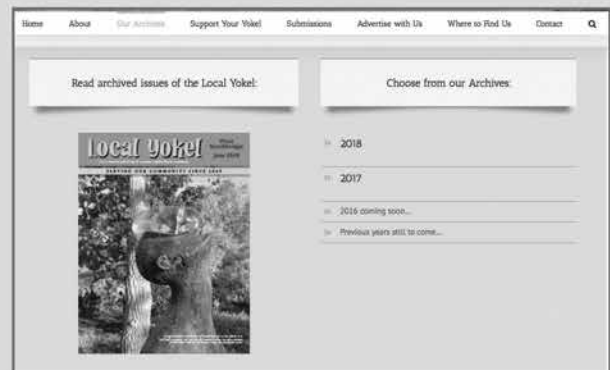 Home About Our Archives Support Your Yokel Submissions Advertise with Us Where to Find Us Contact
Read archived issues of the Local Yokel:
Local Yokel
SERVING OUR COMMUNITY SINCE
Choose from our Archives:
2018
2017
2016 coming soon...
Previous years still to come...